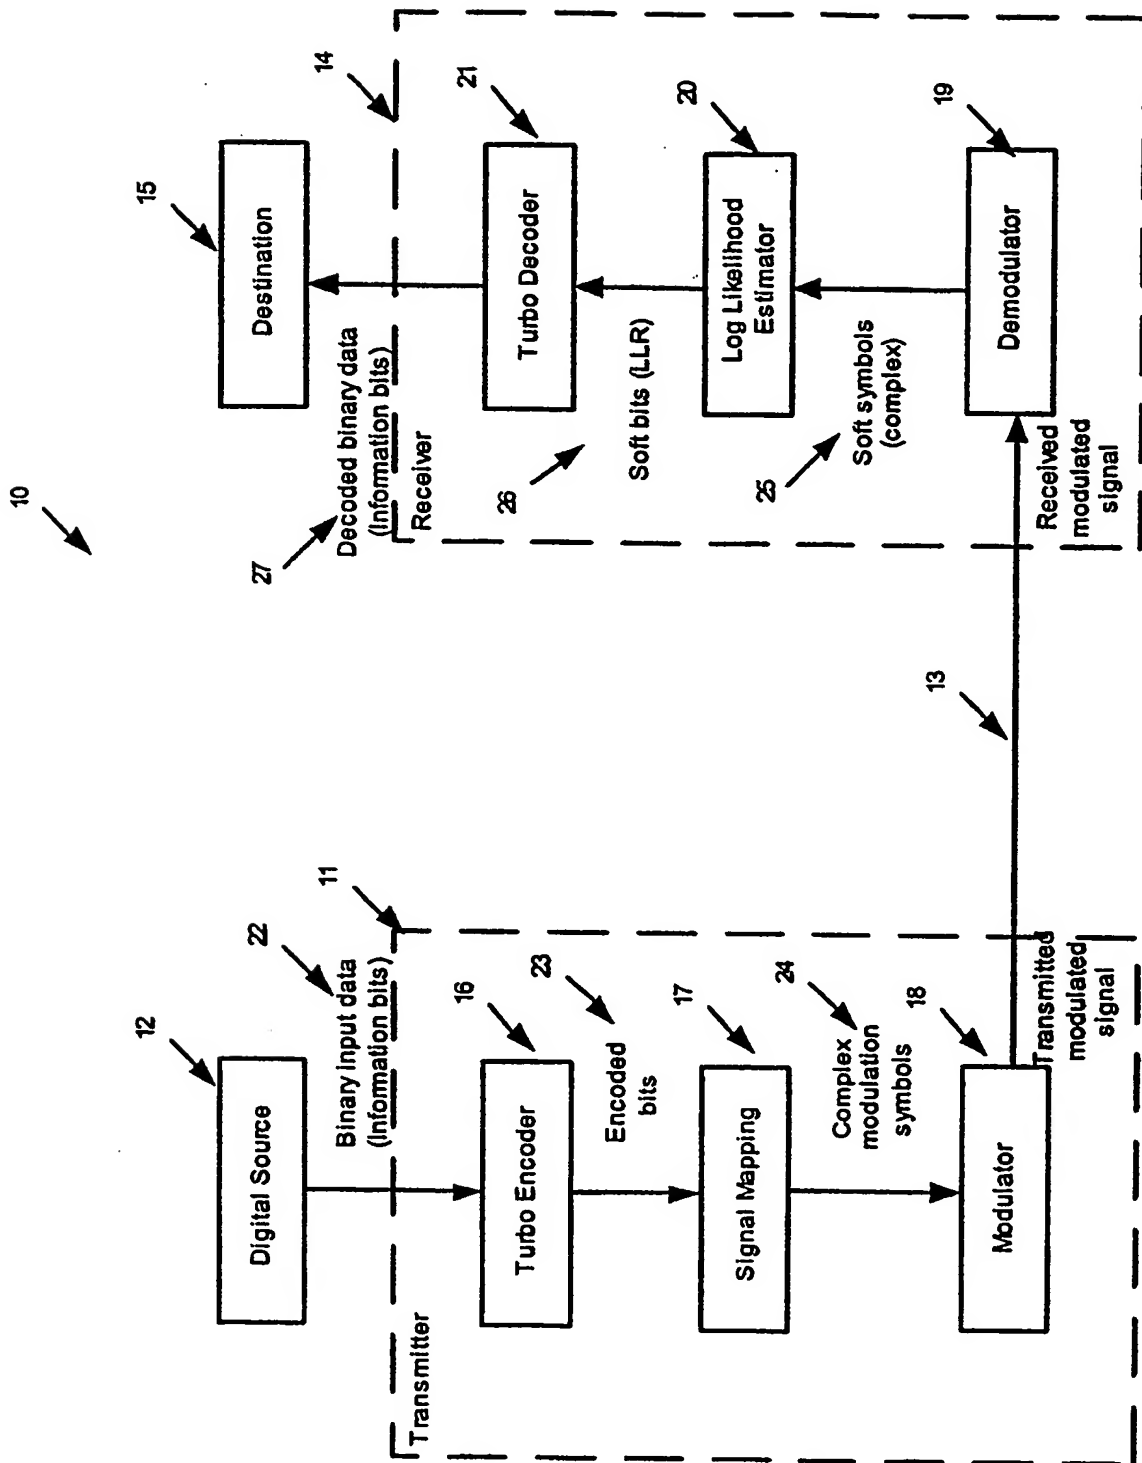 10
12
Digital Source
22
Binary input data
(Information bits)
11
Transmitter
16
Turbo Encoder
23
Encoded
bits
17
Signal Mapping
24
Complex
modulation
symbols
18
Modulator
Transmitted
modulated
signal
13
15
Destination
27
Decoded binary data
(Information bits)
14
Receiver
21
Turbo Decoder
26
Soft bits (LLR)
20
Log Likelihood
Estimator
25
Soft symbols
(complex)
19
Demodulator
Received
modulated
signal